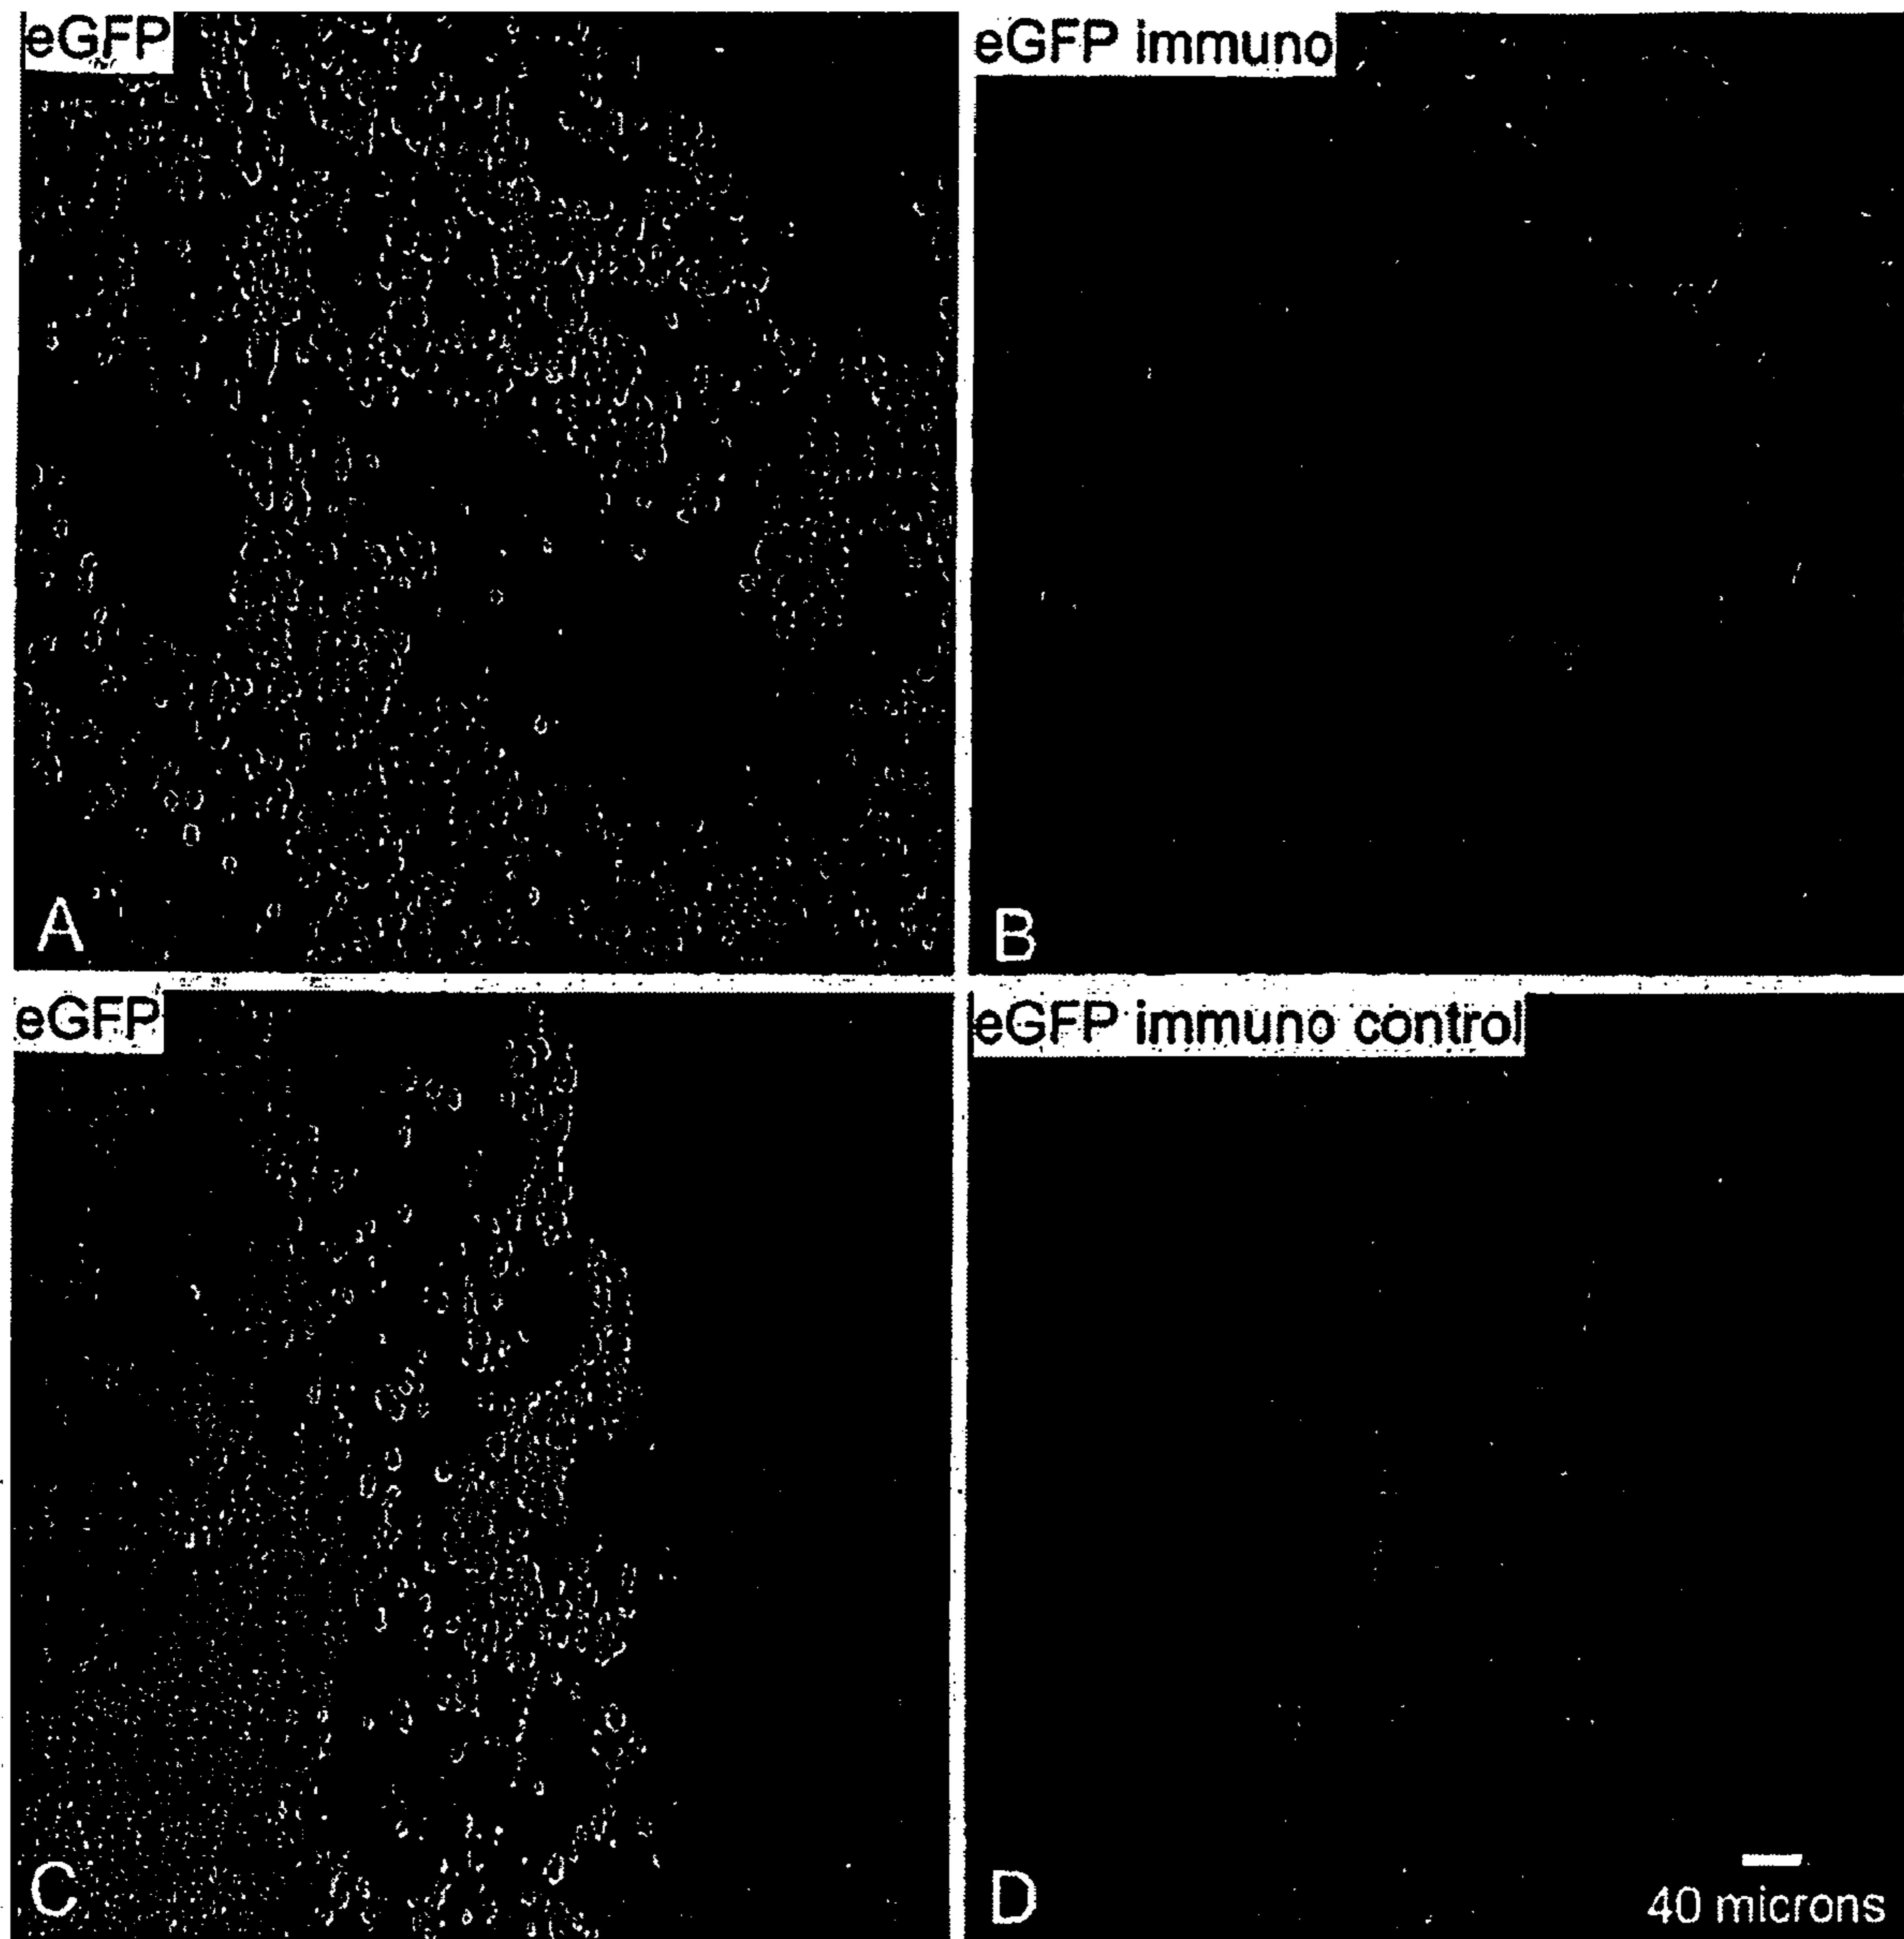 eGFP
eGFP immuno
A
B
eGFP
eGFP immuno control
C
D
40 microns